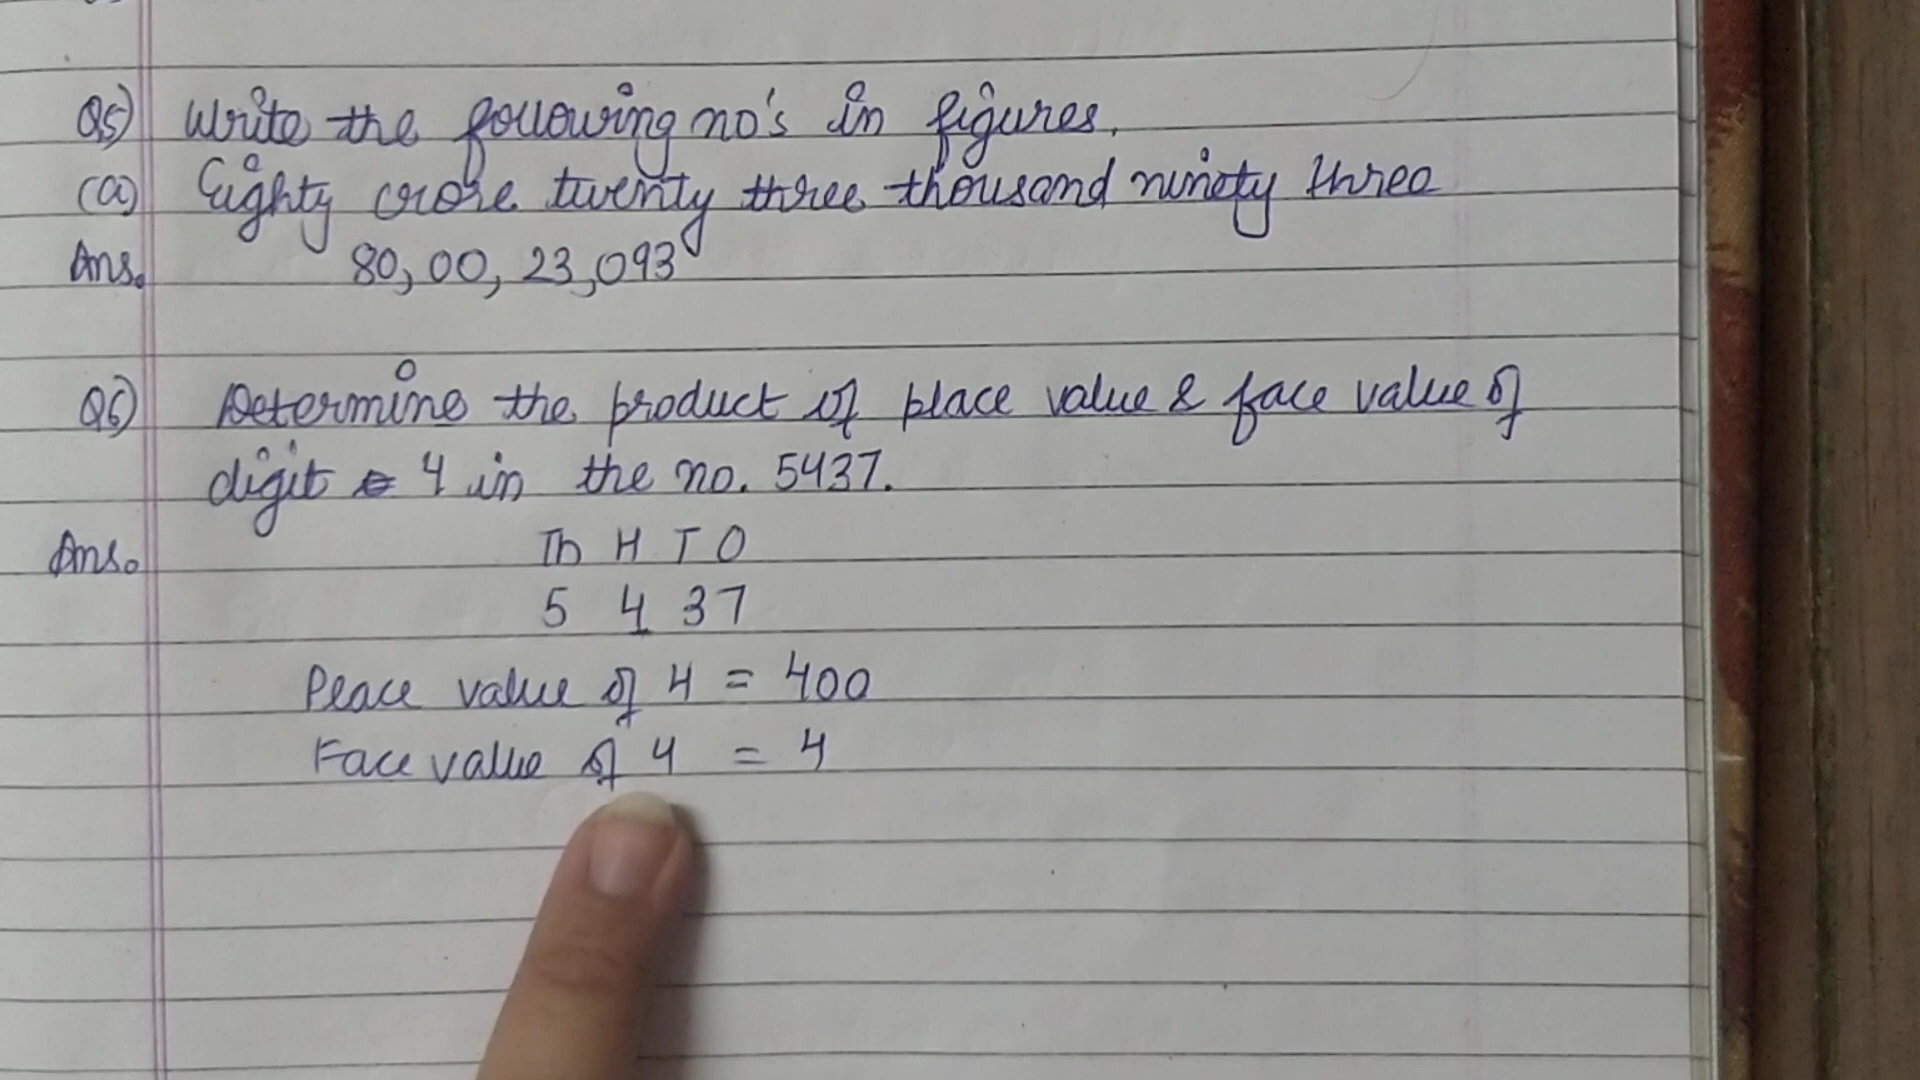 Q5) Write the following no's in figures.
(a) Eighty crore twenty three thousand ninety three
Ans. 80,00,23,093
Q6) Determine the product of place value & face value of
digit 4 in the no. 5437.
Ans. Th H T O
5 4 3 7
Place value of 4 = 400
Face value of 4 = 4